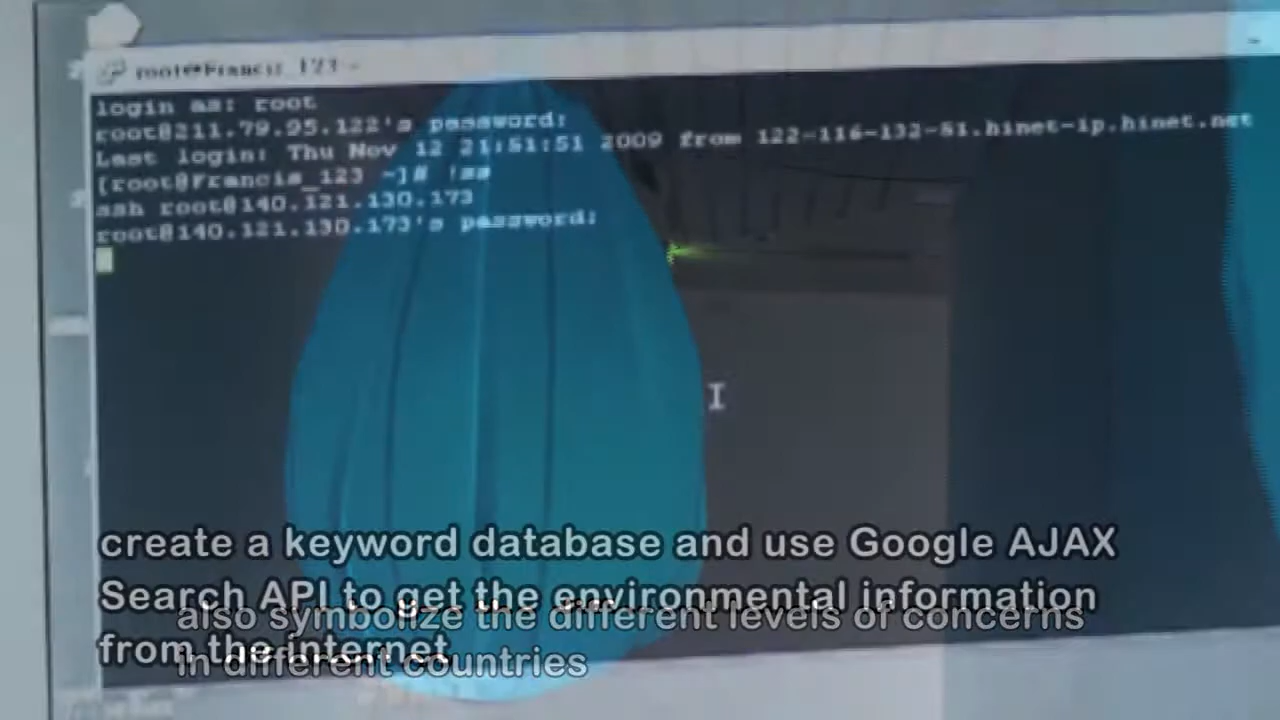 root@Francis_123:~
login as: root
root@211.79.95.122's password:
Last login: Thu Nov 12 21:51:51 2009 from 122-116-132-51.hinet-ip.hinet.net
[root@Francis_123 ~]# !ss
ssh root@140.121.130.173
root@140.121.130.173's password:
create a keyword database and use Google AJAX
Search API to get the environmental information
from the internet
also symbolize the different levels of concerns
in different countries